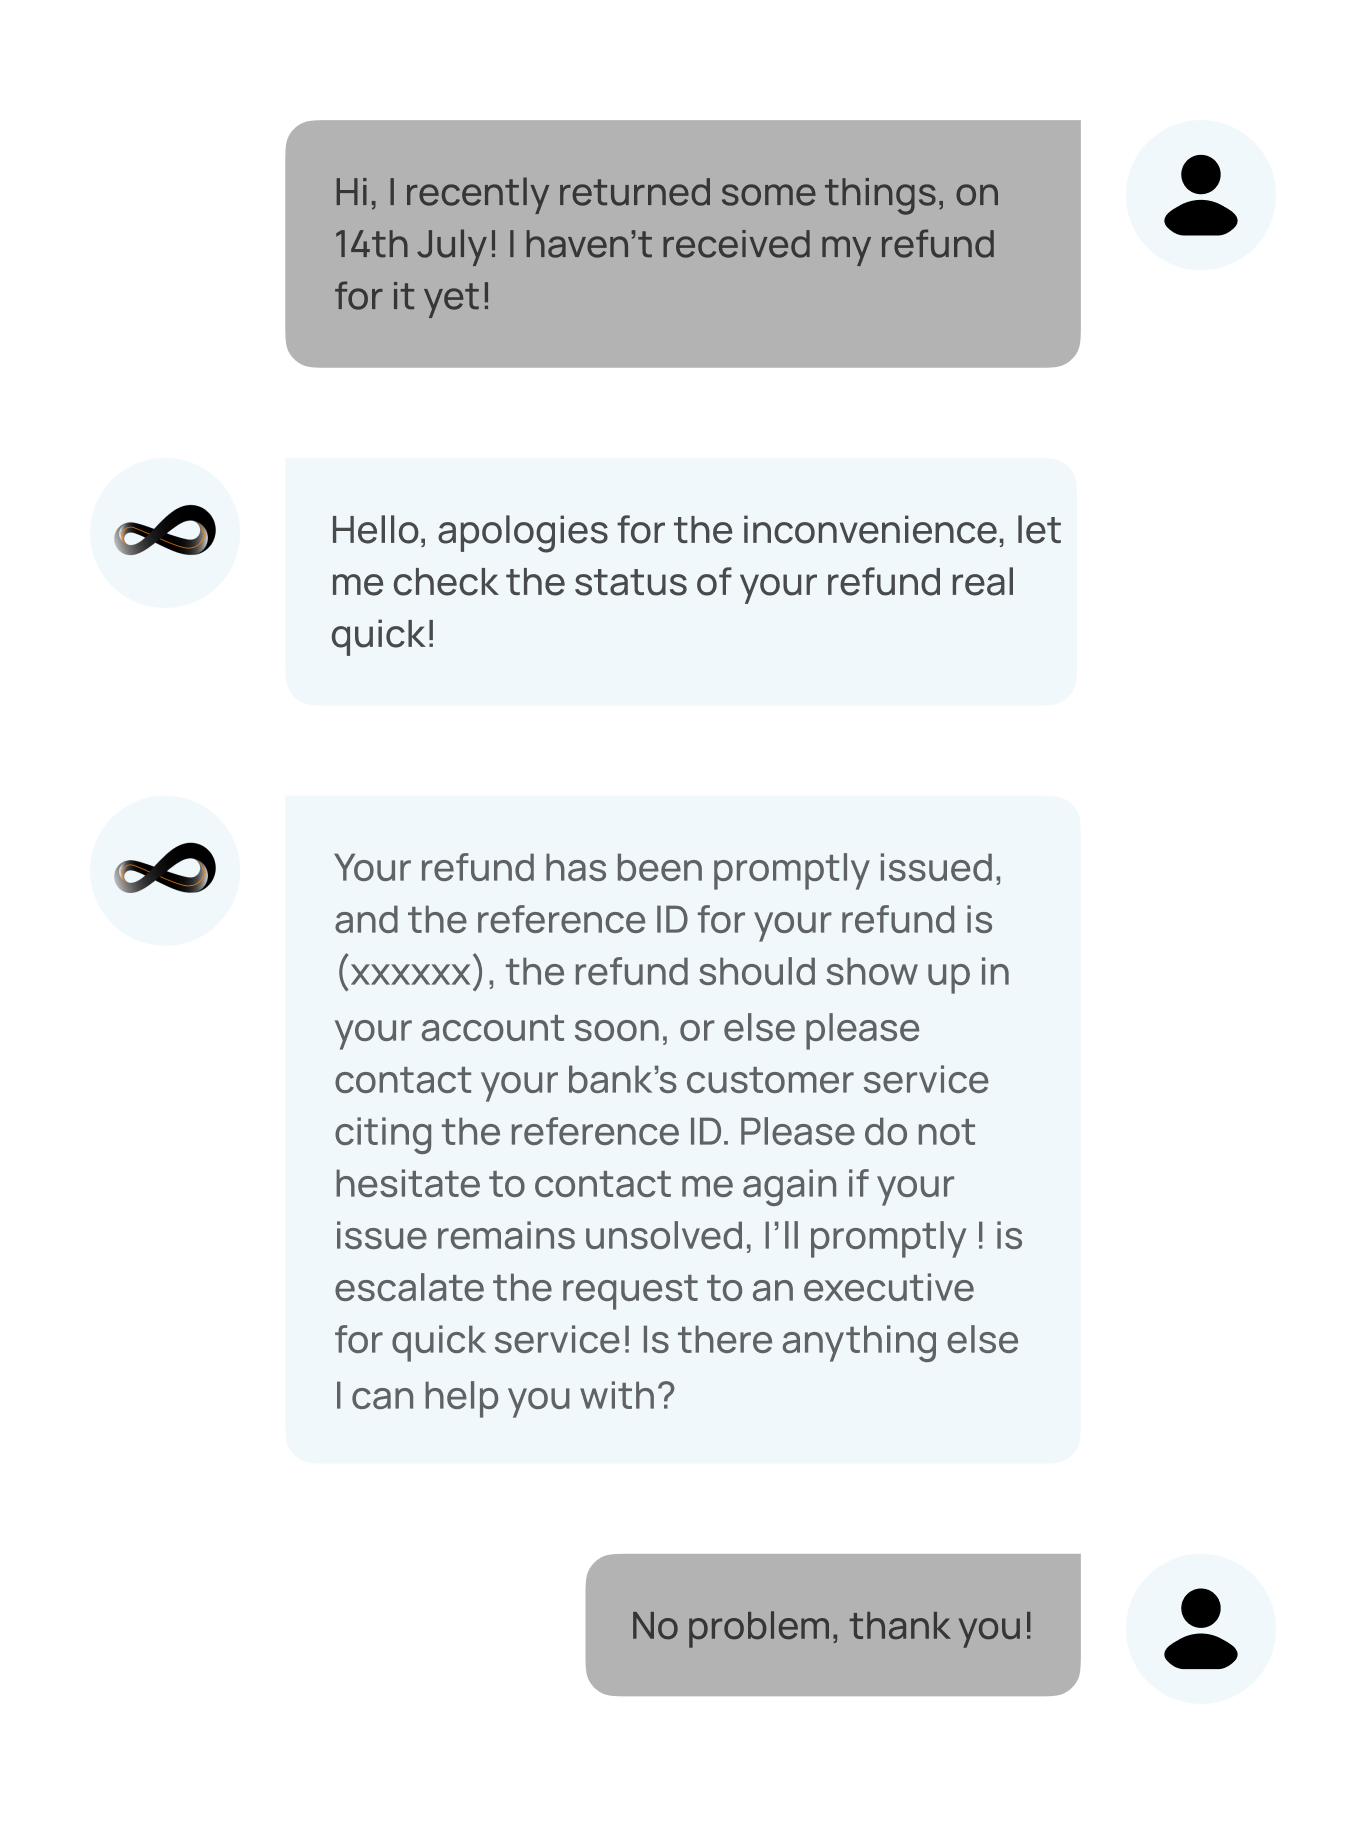 Hi, I recently returned some things, on
14th July! I haven’t received my refund
for it yet!
Hello, apologies for the inconvenience, let
me check the status of your refund real
quick!
Your refund has been promptly issued,
and the reference ID for your refund is
(xxxxxx), the refund should show up in
your account soon, or else please
contact your bank’s customer service
citing the reference ID. Please do not
hesitate to contact me again if your
issue remains unsolved, I’ll promptly ! is
escalate the request to an executive
for quick service! Is there anything else
I can help you with?
No problem, thank you!